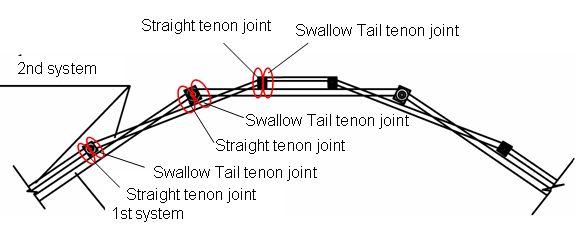 Straight tenon joint
Swallow Tail tenon joint
2nd system
Swallow Tail tenon joint
Straight tenon joint
Swallow Tail tenon joint
Straight tenon joint
1st system